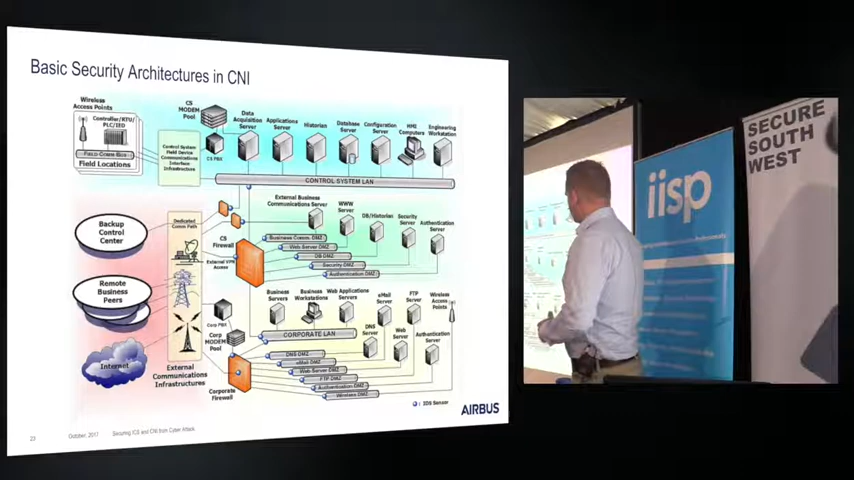 Basic Security Architectures in CNI
Wireless
Access Points
Controller/RTU/
PLC/IED
Field Locations
CS
MODEM
Pool
CS PBX
Data
Acquisition
Server
Applications
Server
Historian
Database
Server
Configuration
Server
HMI
Computers
Engineering
Workstation
Control System
Field Device
Communications
Interface
Infrastructure
CONTROL SYSTEM LAN
Backup
Control
Center
Dedicated
Comm Path
External Business
Communications Server
WWW
Server
DB/Historian
Security
Server
Authentication
Server
CS
Firewall
External VPN
Access
Business Comm. DMZ
Web Server DMZ
DB DMZ
Security DMZ
Authentication DMZ
Remote
Business
Peers
Corp PBX
Business
Servers
Business
Workstations
Web Applications
Servers
eMail
Server
FTP
Server
Wireless
Access
Points
Corp
MODEM
Pool
CORPORATE LAN
DNS
Server
Web
Server
Authentication
Server
Internet
External
Communications
Infrastructures
Corporate
Firewall
DNS DMZ
eMail DMZ
Web Server DMZ
FTP DMZ
Authentication DMZ
Wireless DMZ
: IDS Sensor
AIRBUS
23
October, 2017
Securing ICS and CNI from Cyber Attack
iisp
SECURE
SOUTH
WEST